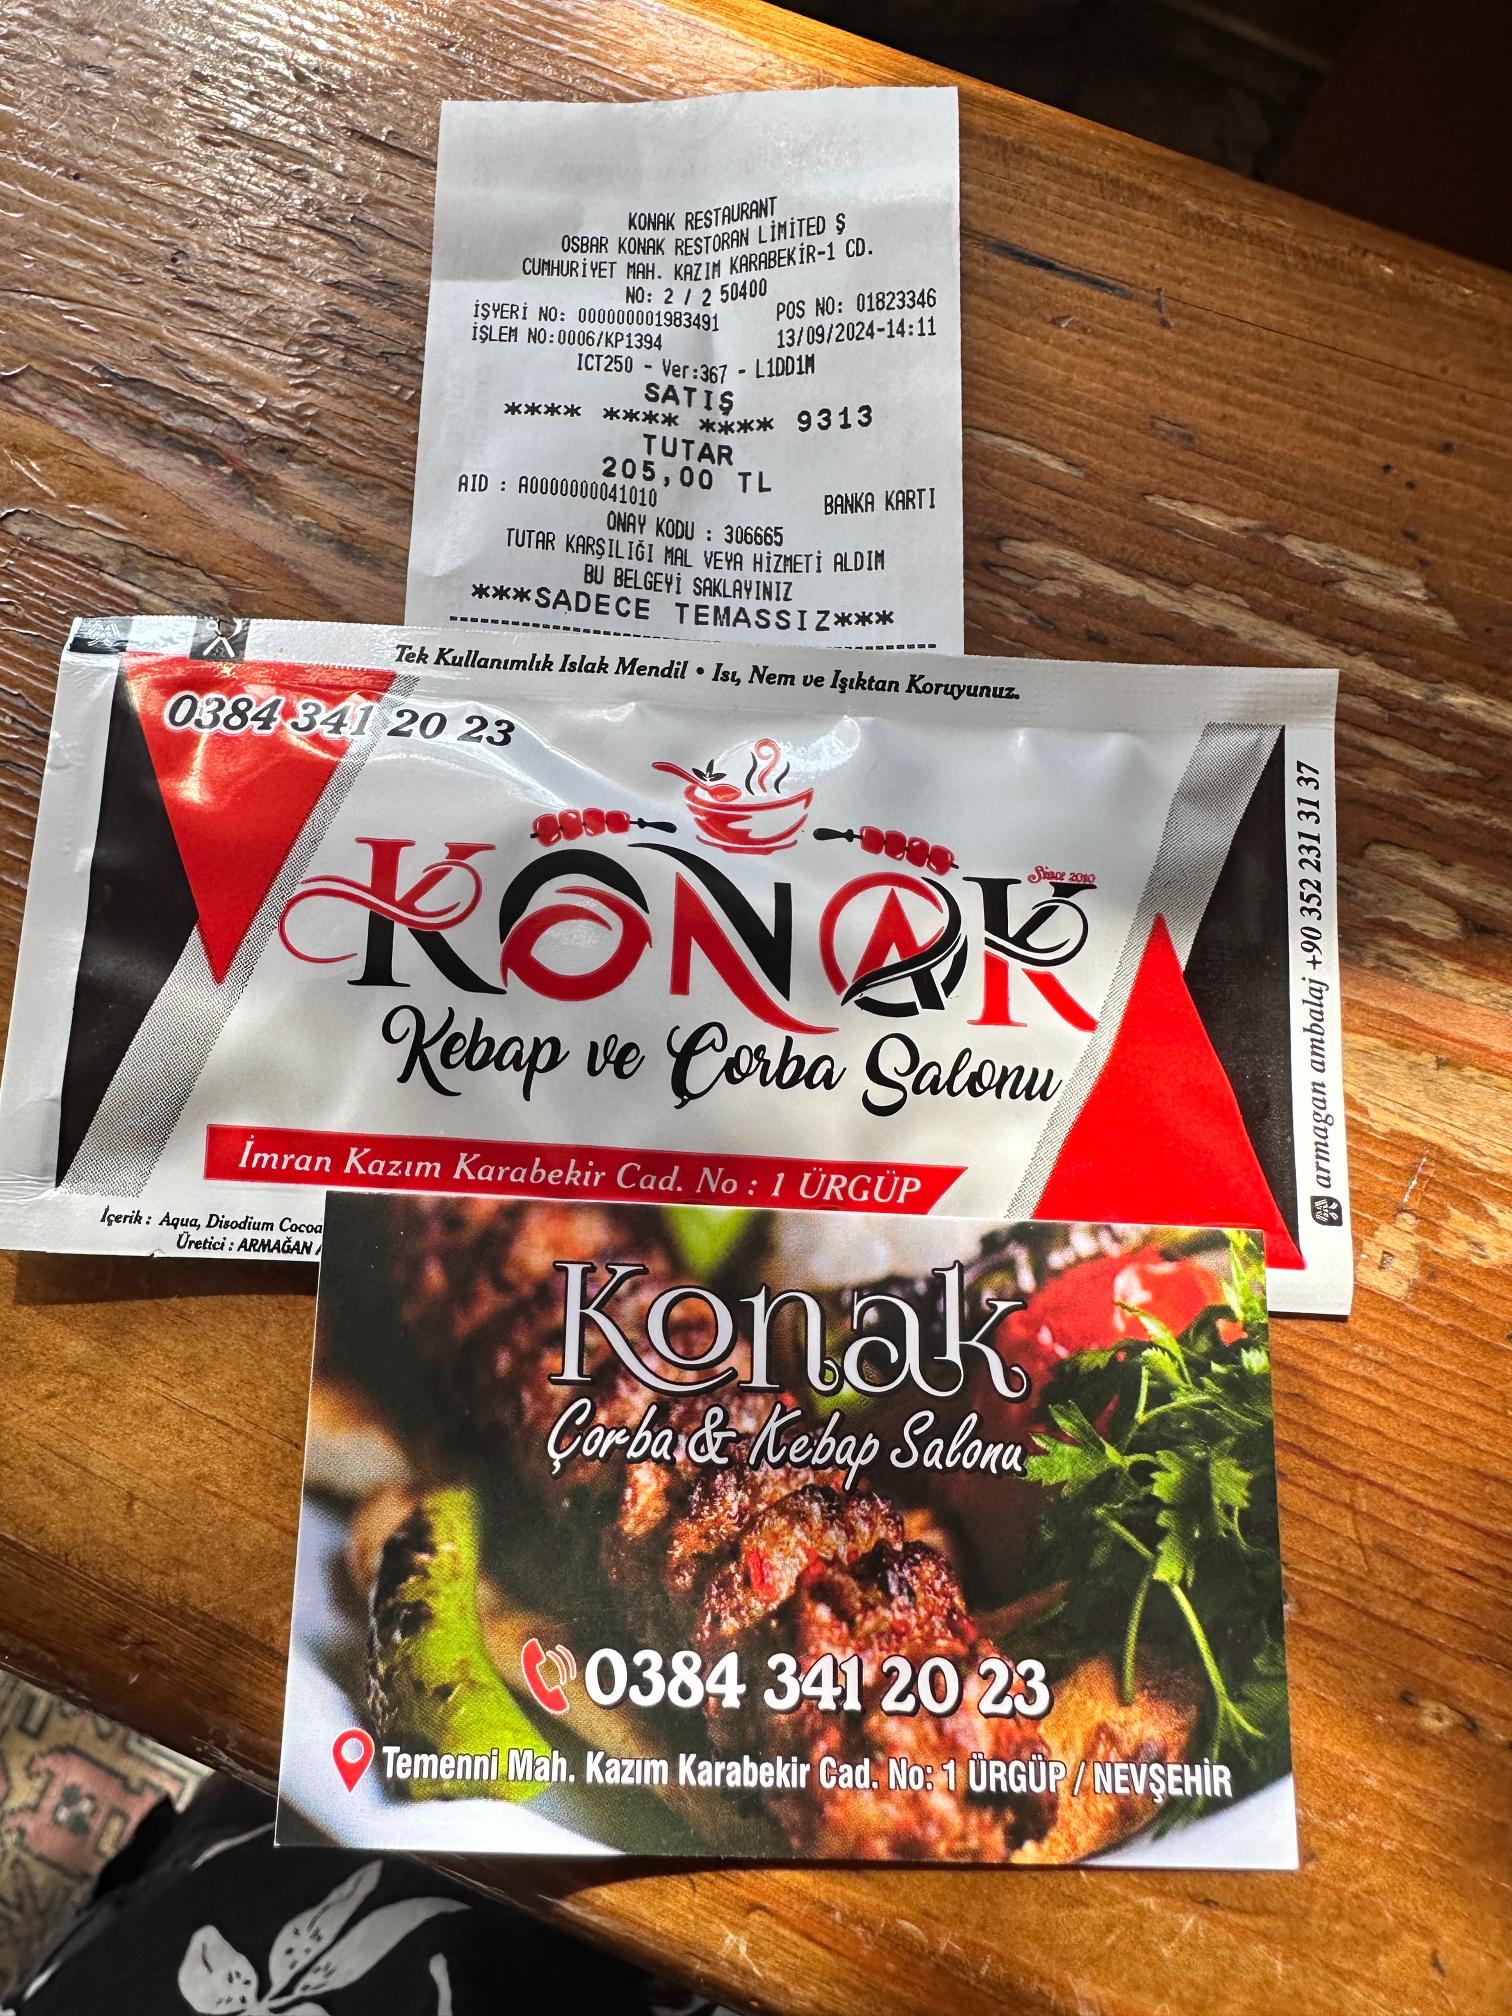 KONAK RESTAURANT
OSBAR KONAK RESTORAN LİMİTED Ş
CUMHURİYET MAH. KAZIM KARABEKİR-1 CD.
NO: 2 / 2 50400
İŞYERİ NO: 000000001983491 POS NO: 01823346
İŞLEM NO:0006/KP1394 13/09/2024-14:11
ICT250 - Ver:367 - L1DD1M
SATIŞ
**** **** **** 9313
TUTAR
205,00 TL
AID : A0000000041010 BANKA KARTI
ONAY KODU : 306665
TUTAR KARŞILIĞI MAL VEYA HİZMETİ ALDIM
BU BELGEYİ SAKLAYINIZ
***SADECE TEMASSIZ***
Tek Kullanımlık Islak Mendil • Isı, Nem ve Işıktan Koruyunuz.
0384 341 20 23
Since 2010
KONAK
Kebap ve Çorba Salonu
İmran Kazım Karabekir Cad. No : 1 ÜRGÜP
armagan ambalaj +90 352 231 31 37
İçerik : Aqua, Disodium Cocoa
Üretici : ARMAĞAN
Konak
Çorba & Kebap Salonu
0384 341 20 23
Temenni Mah. Kazım Karabekir Cad. No: 1 ÜRGÜP / NEVŞEHİR